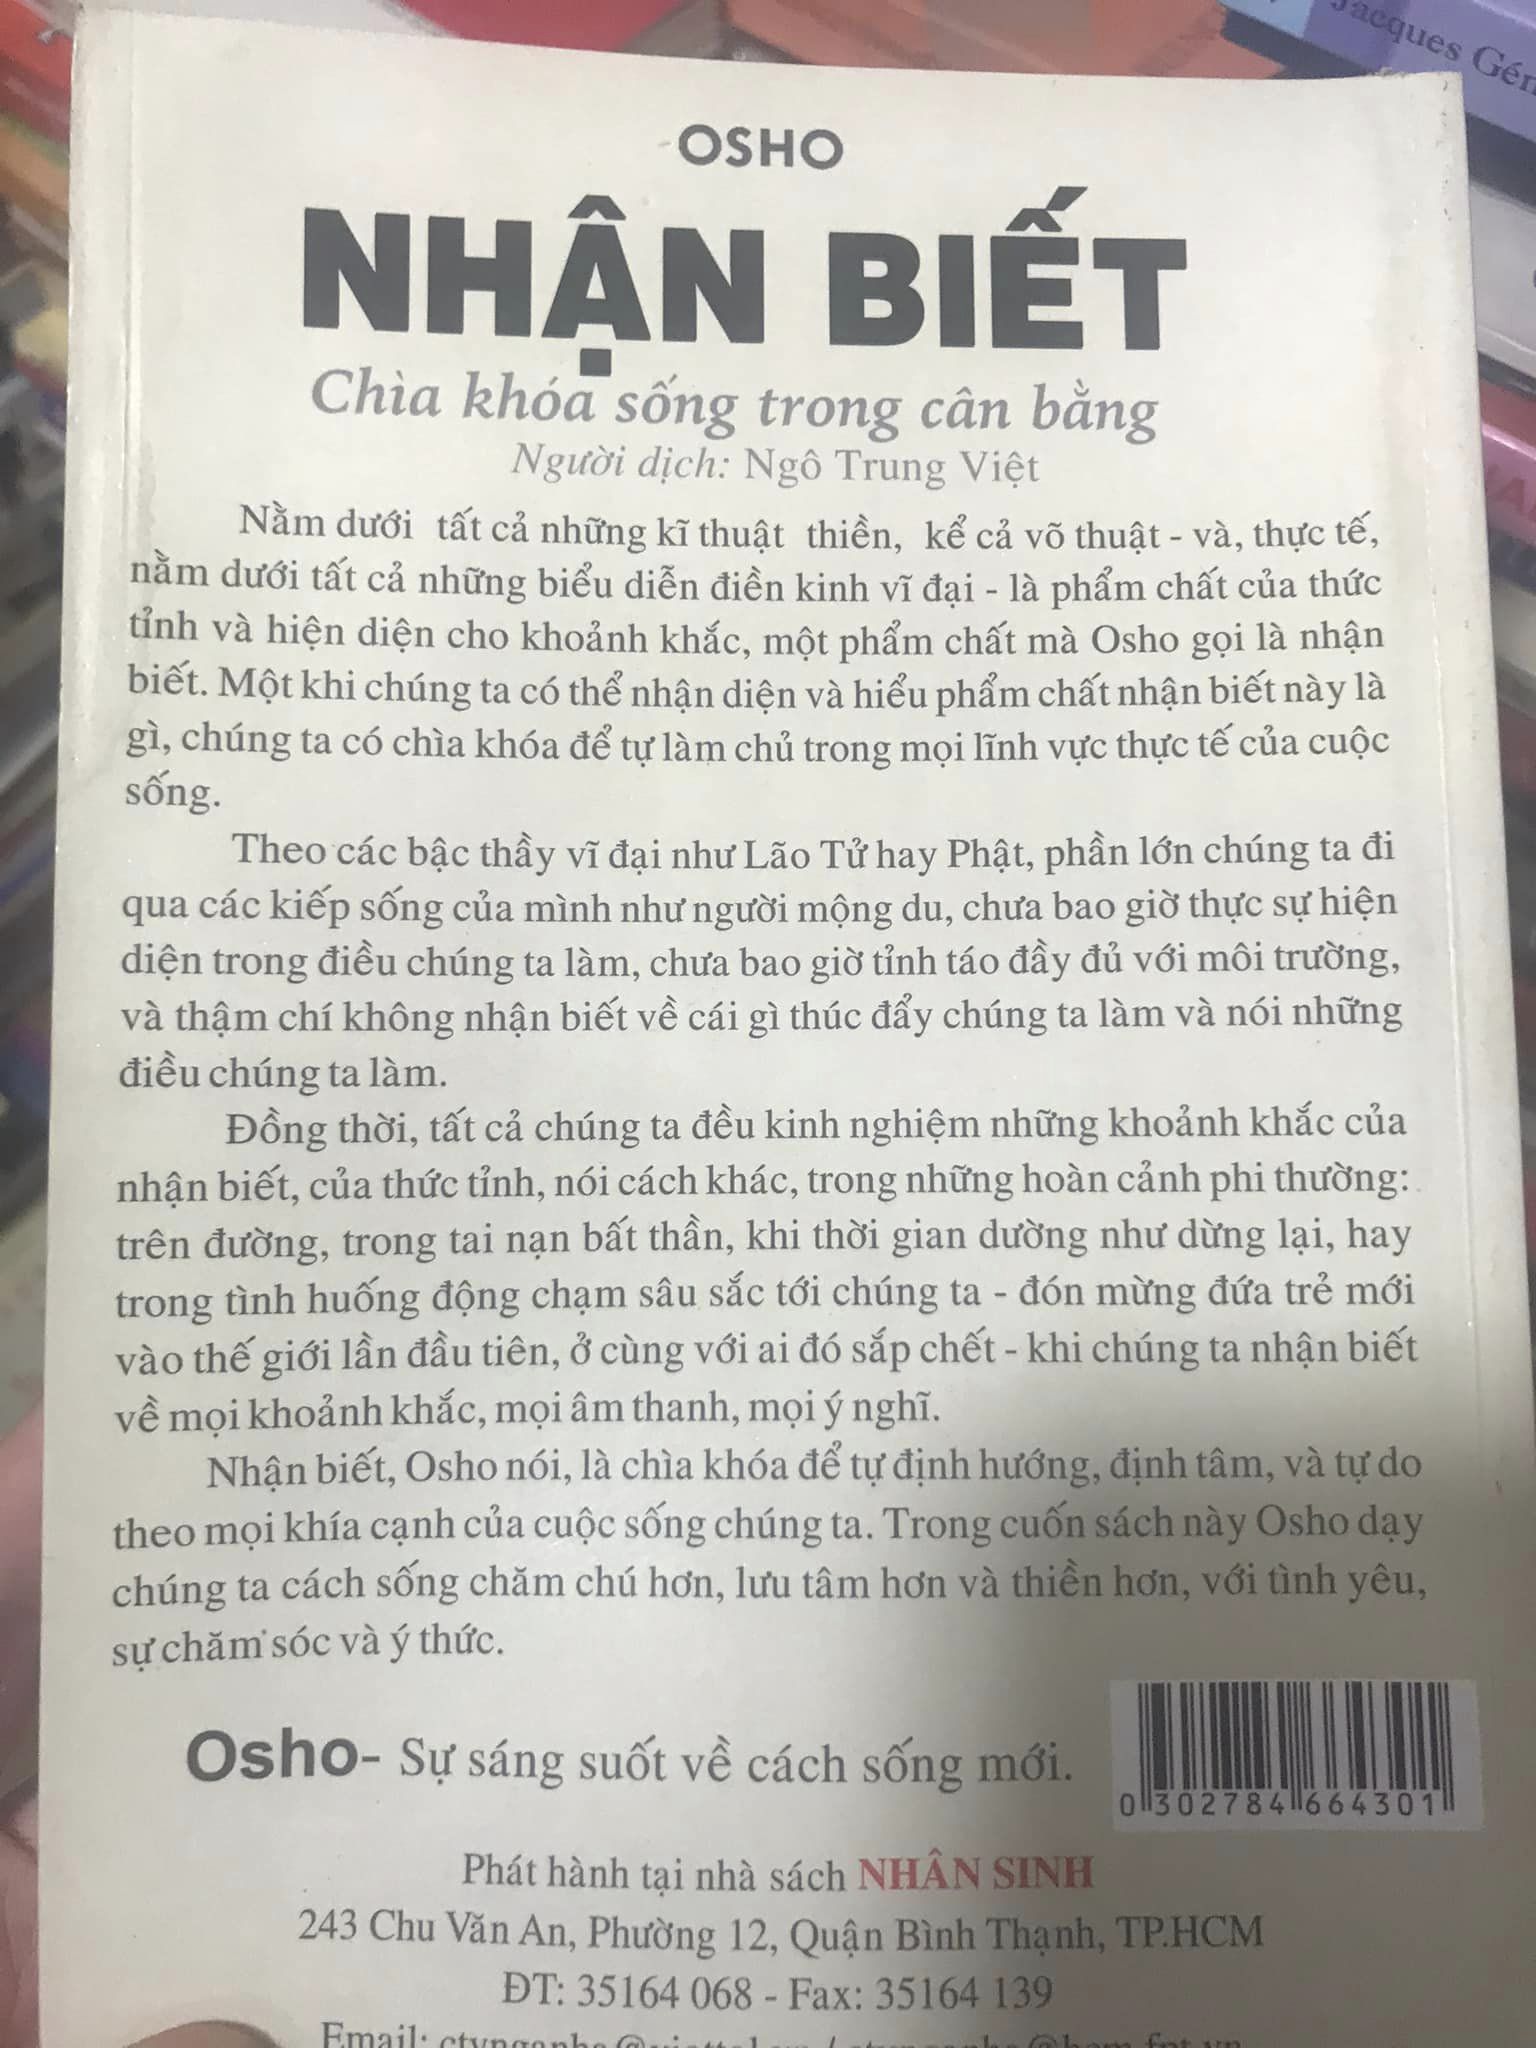 Jacques Gén
OSHO
NHẬN BIẾT
Chìa khóa sống trong cân bằng
Người dịch: Ngô Trung Việt
Nằm dưới tất cả những kĩ thuật thiền, kể cả võ thuật - và, thực tế,
nằm dưới tất cả những biểu diễn điền kinh vĩ đại - là phẩm chất của thức
tỉnh và hiện diện cho khoảnh khắc, một phẩm chất mà Osho gọi là nhận
biết. Một khi chúng ta có thể nhận diện và hiểu phẩm chất nhận biết này là
gì, chúng ta có chìa khóa để tự làm chủ trong mọi lĩnh vực thực tế của cuộc
sống.
Theo các bậc thầy vĩ đại như Lão Tử hay Phật, phần lớn chúng ta đi
qua các kiếp sống của mình như người mộng du, chưa bao giờ thực sự hiện
diện trong điều chúng ta làm, chưa bao giờ tỉnh táo đầy đủ với môi trường,
và thậm chí không nhận biết về cái gì thúc đẩy chúng ta làm và nói những
điều chúng ta làm.
Đồng thời, tất cả chúng ta đều kinh nghiệm những khoảnh khắc của
nhận biết, của thức tỉnh, nói cách khác, trong những hoàn cảnh phi thường:
trên đường, trong tai nạn bất thần, khi thời gian dường như dừng lại, hay
trong tình huống động chạm sâu sắc tới chúng ta - đón mừng đứa trẻ mới
vào thế giới lần đầu tiên, ở cùng với ai đó sắp chết - khi chúng ta nhận biết
về mọi khoảnh khắc, mọi âm thanh, mọi ý nghĩ.
Nhận biết, Osho nói, là chìa khóa để tự định hướng, định tâm, và tự do
theo mọi khía cạnh của cuộc sống chúng ta. Trong cuốn sách này Osho dạy
chúng ta cách sống chăm chú hơn, lưu tâm hơn và thiền hơn, với tình yêu,
sự chăm sóc và ý thức.
Osho- Sự sáng suốt về cách sống mới.
0 302784 664301
Phát hành tại nhà sách NHÂN SINH
243 Chu Văn An, Phường 12, Quận Bình Thạnh, TP.HCM
ĐT: 35164 068 - Fax: 35164 139
Email: